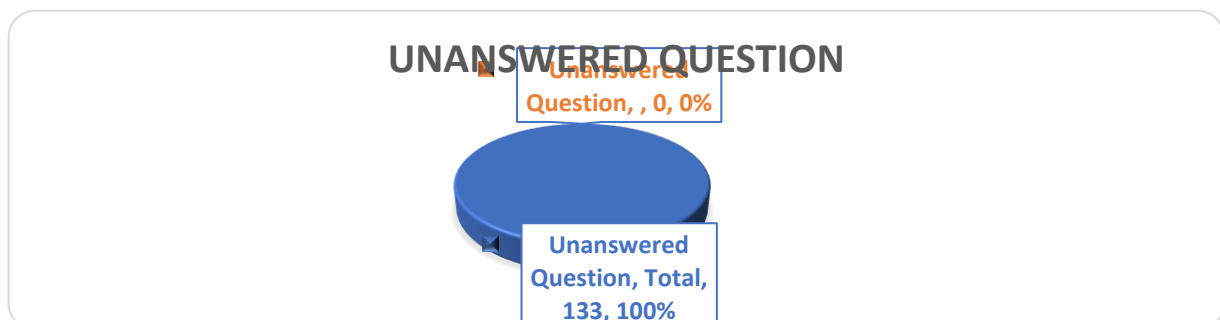 UNANSWERED QUESTION
Unanswered
Question, , 0, 0%
Unanswered
Question, Total,
133, 100%